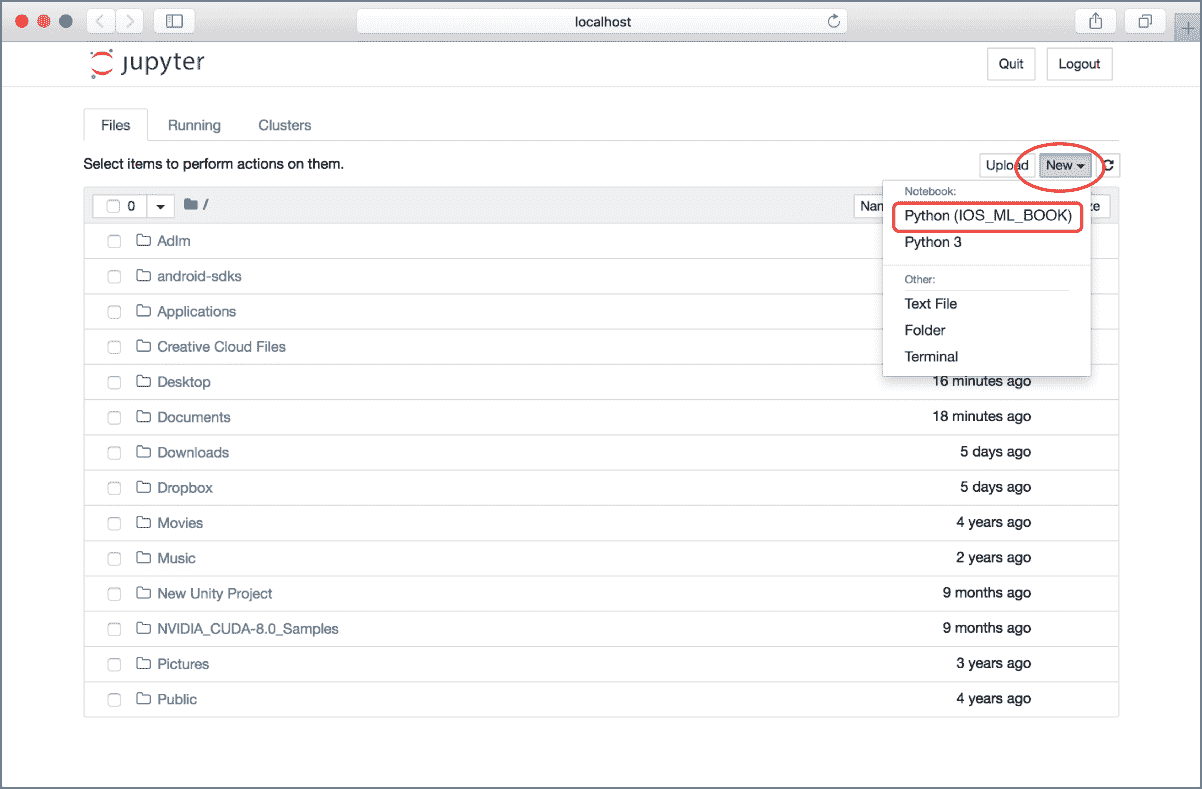 localhost
jupyter
Quit
Logout
Files
Running
Clusters
Select items to perform actions on them.
Upload
New
0
/
Notebook:
Python (IOS_ML_BOOK)
Python 3
Other:
Text File
Folder
Terminal
Adlm
android-sdks
Applications
Creative Cloud Files
Desktop
16 minutes ago
Documents
18 minutes ago
Downloads
5 days ago
Dropbox
5 days ago
Movies
4 years ago
Music
2 years ago
New Unity Project
9 months ago
NVIDIA_CUDA-8.0_Samples
9 months ago
Pictures
3 years ago
Public
4 years ago